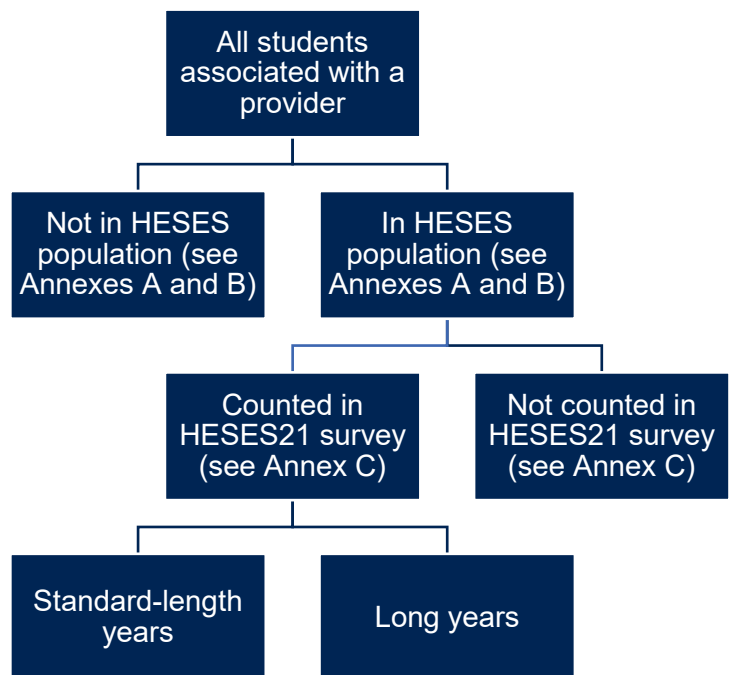 All students
associated with a
provider
Not in HESES
population (see
Annexes A and B)
In HESES
population (see
Annexes A and B)
Counted in
HESES21 survey
(see Annex C)
Not counted in
HESES21 survey
(see Annex C)
Standard-length
years
Long years